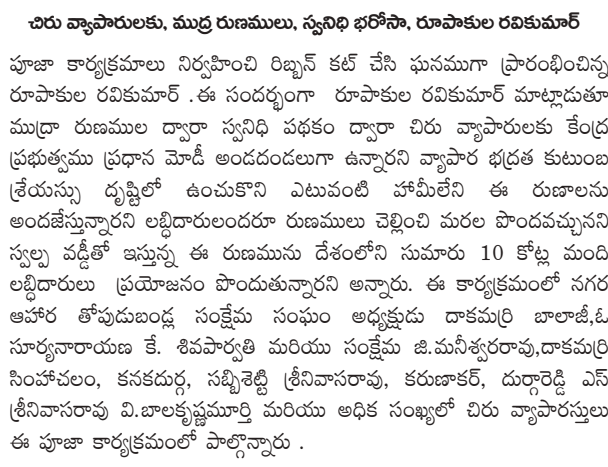 చిరు వ్యాపారులకు, ముద్ర రుణములు, స్వనిధి భరోసా, రూపాకుల రవికుమార్
పూజా కార్యక్రమాలు నిర్వహించి రిబ్బన్ కట్ చేసి ఘనముగా ప్రారంభించిన
రూపాకుల రవికుమార్ .ఈ సందర్భంగా రూపాకుల రవికుమార్ మాట్లాడుతూ
ముద్రా రుణముల ద్వారా స్వనిధి పథకం ద్వారా చిరు వ్యాపారులకు కేంద్ర
ప్రభుత్వము ప్రధాన మోడీ అండదండలుగా ఉన్నారని వ్యాపార భద్రత కుటుంబ
శ్రేయస్సు దృష్టిలో ఉంచుకొని ఎటువంటి హామీలేని ఈ రుణాలను
అందజేస్తున్నారని లబ్ధిదారులందరూ రుణములు చెల్లించి మరల పొందవచ్చునని
స్వల్ప వడ్డీతో ఇస్తున్న ఈ రుణమును దేశంలోని సుమారు 10 కోట్ల మంది
లబ్ధిదారులు ప్రయోజనం పొందుతున్నారని అన్నారు. ఈ కార్యక్రమంలో నగర
ఆహార తోపుడుబండ్ల సంక్షేమ సంఘం అధ్యక్షుడు దాకమర్రి బాలాజీ,ఓ
సూర్యనారాయణ కే. శివపార్వతి మరియు సంక్షేమ జి.మనీశ్వరరావు,దాకమర్రి
సింహాచలం, కనకదుర్గ, సబ్బిశెట్టి శ్రీనివాసరావు, కరుణాకర్, దుర్గారెడ్డి ఎస్
శ్రీనివాసరావు వి.బాలకృష్ణమూర్తి మరియు అధిక సంఖ్యలో చిరు వ్యాపారస్తులు
ఈ పూజా కార్యక్రమంలో పాల్గొన్నారు .